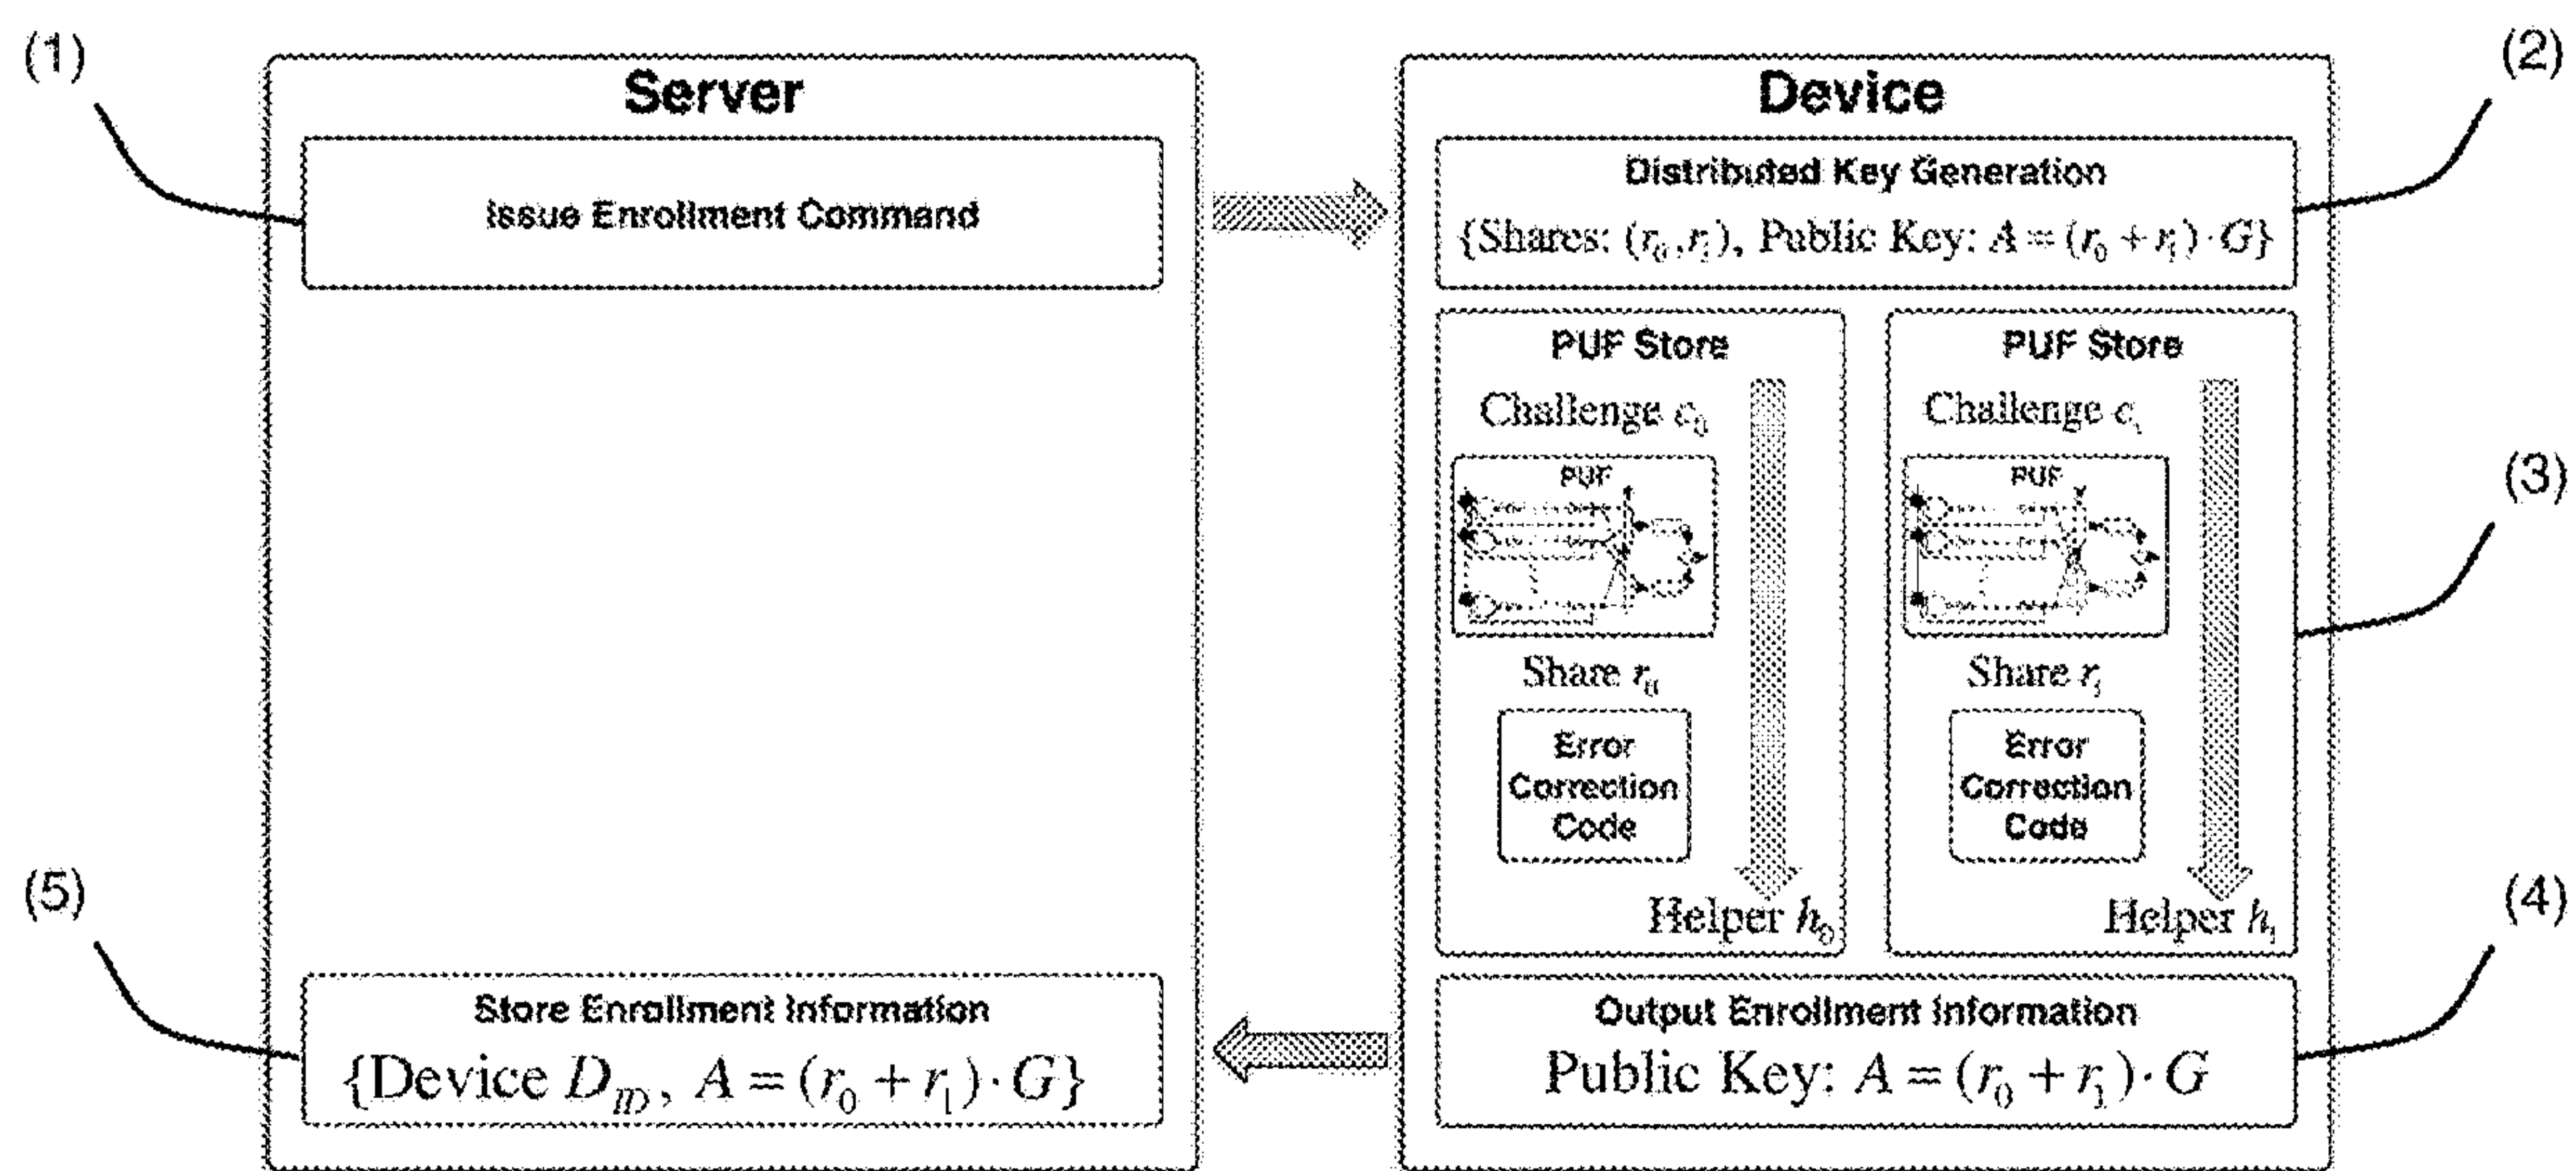 (1)
Server
Issue Enrollment Command
(2)
Device
Distributed Key Generation
{Shares: (r₀,r₁), Public Key: A = (r₀ + r₁) · G}
(3)
PUF Store
Challenge c₀
PUF
Share r₀
Error
Correction
Code
Helper h₀
PUF Store
Challenge c₁
PUF
Share r₁
Error
Correction
Code
Helper h₁
(4)
Output Enrollment Information
Public Key: A = (r₀ + r₁) · G
(5)
Store Enrollment Information
{Device D_ID, A = (r₀ + r₁) · G}